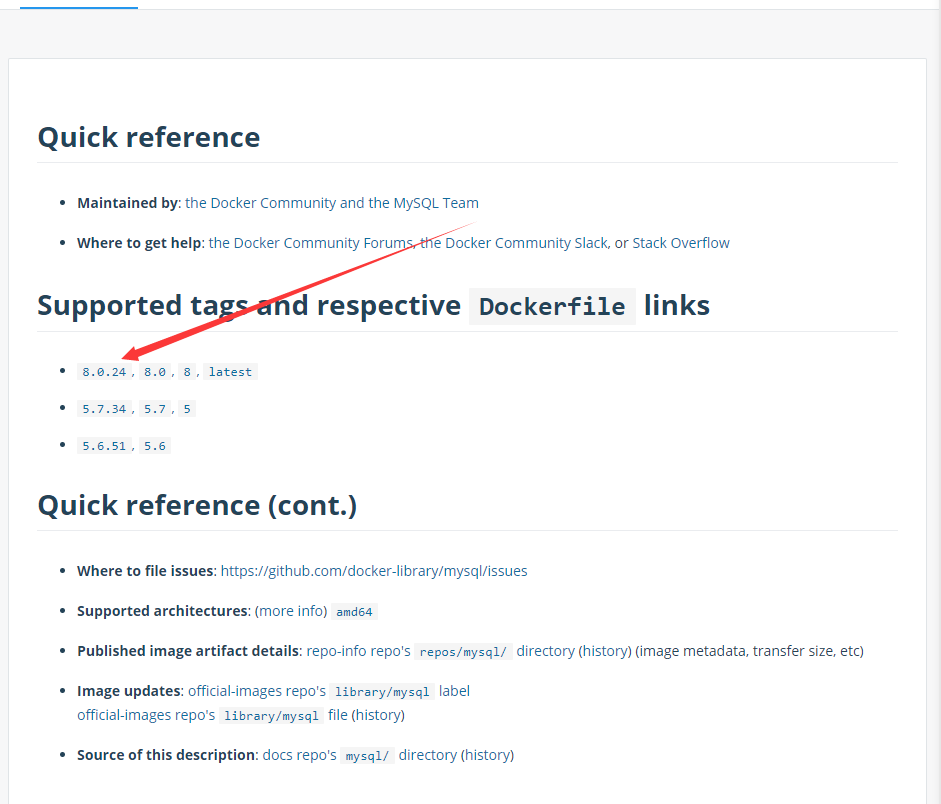 Quick reference
Maintained by: the Docker Community and the MySQL Team
Where to get help: the Docker Community Forums, the Docker Community Slack, or Stack Overflow
Supported tags and respective Dockerfile links
8.0.24, 8.0, 8, latest
5.7.34, 5.7, 5
5.6.51, 5.6
Quick reference (cont.)
Where to file issues: https://github.com/docker-library/mysql/issues
Supported architectures: (more info) amd64
Published image artifact details: repo-info repo's repos/mysql/ directory (history) (image metadata, transfer size, etc)
Image updates: official-images repo's library/mysql label
official-images repo's library/mysql file (history)
Source of this description: docs repo's mysql/ directory (history)